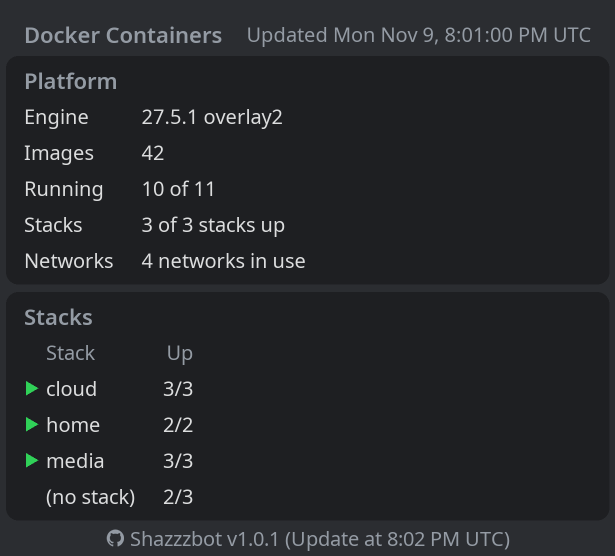 Docker Containers Updated Mon Nov 9, 8:01:00 PM UTC
Platform
Engine 27.5.1 overlay2
Images 42
Running 10 of 11
Stacks 3 of 3 stacks up
Networks 4 networks in use
Stacks
Stack Up
cloud 3/3
home 2/2
media 3/3
(no stack) 2/3
Shazzzbot v1.0.1 (Update at 8:02 PM UTC)